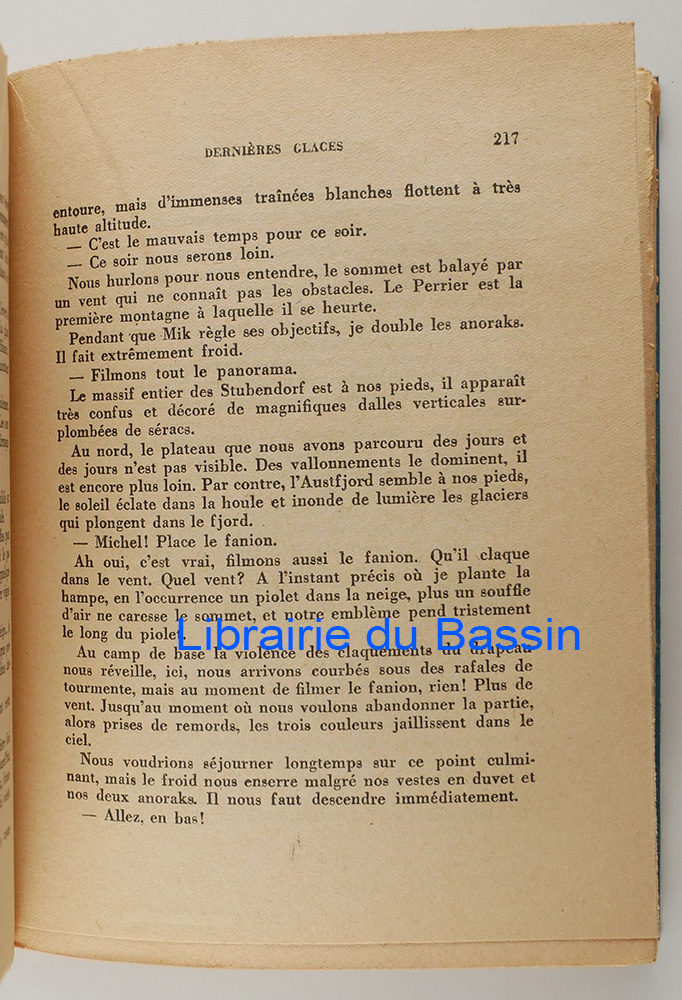 DERNIÈRES GLACES 217
entoure, mais d'immenses traînées blanches flottent à très
haute altitude.
— C'est le mauvais temps pour ce soir.
— Ce soir nous serons loin.
Nous hurlons pour nous entendre, le sommet est balayé par
un vent qui ne connaît pas les obstacles. Le Perrier est la
première montagne à laquelle il se heurte.
Pendant que Mik règle ses objectifs, je double les anoraks.
Il fait extrêmement froid.
— Filmons tout le panorama.
Le massif entier des Stubendorf est à nos pieds, il apparaît
très confus et décoré de magnifiques dalles verticales sur-
plombées de séracs.
Au nord, le plateau que nous avons parcouru des jours et
des jours n'est pas visible. Des vallonnements le dominent, il
est encore plus loin. Par contre, l'Austfjord semble à nos pieds,
le soleil éclate dans la houle et inonde de lumière les glaciers
qui plongent dans le fjord.
— Michel! Place le fanion.
Ah oui, c'est vrai, filmons aussi le fanion. Qu'il claque
dans le vent. Quel vent? A l'instant précis où je plante la
hampe, en l'occurrence un piolet dans la neige, plus un souffle
d'air ne caresse le sommet, et notre emblème pend tristement
le long du piolet.
Librairie du Bassin
Au camp de base la violence des claquements du drapeau
nous réveille, ici, nous arrivons courbés sous des rafales de
tourmente, mais au moment de filmer le fanion, rien! Plus de
vent. Jusqu'au moment où nous voulons abandonner la partie,
alors prises de remords, les trois couleurs jaillissent dans le
ciel.
Nous voudrions séjourner longtemps sur ce point culmi-
nant, mais le froid nous enserre malgré nos vestes en duvet et
nos deux anoraks. Il nous faut descendre immédiatement.
— Allez, en bas!